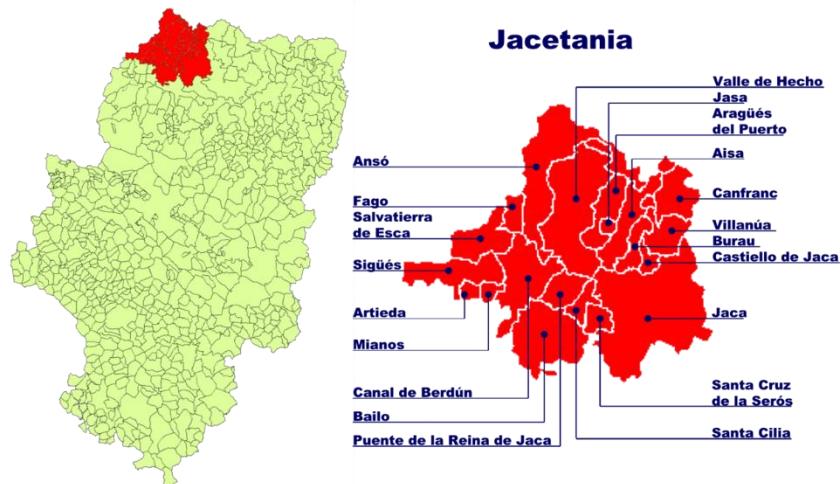 Jacetania
Valle de Hecho
Jasa
Aragüés
del Puerto
Aisa
Canfranc
Villanúa
Burau
Castiello de Jaca
Jaca
Santa Cruz
de la Serós
Santa Cilia
Ansó
Fago
Salvatierra
de Esca
Sigüés
Artieda
Mianos
Canal de Berdún
Bailo
Puente de la Reina de Jaca